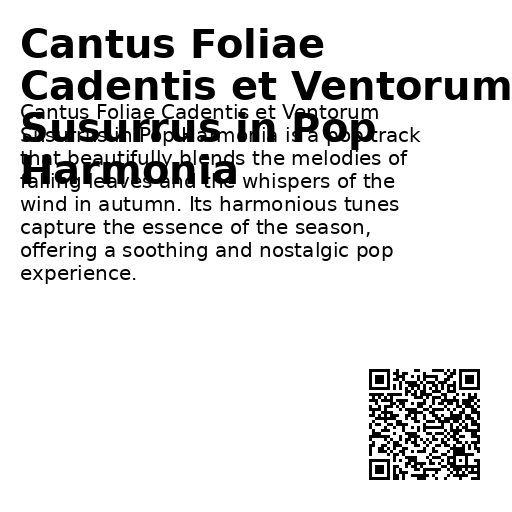 Cantus Foliae
Cadentis et Ventorum
Susurrus in Pop
Harmonia
Cantus Foliae Cadentis et Ventorum
Susurrus in Pop Harmonia is a pop track
that beautifully blends the melodies of
falling leaves and the whispers of the
wind in autumn. Its harmonious tunes
capture the essence of the season,
offering a soothing and nostalgic pop
experience.